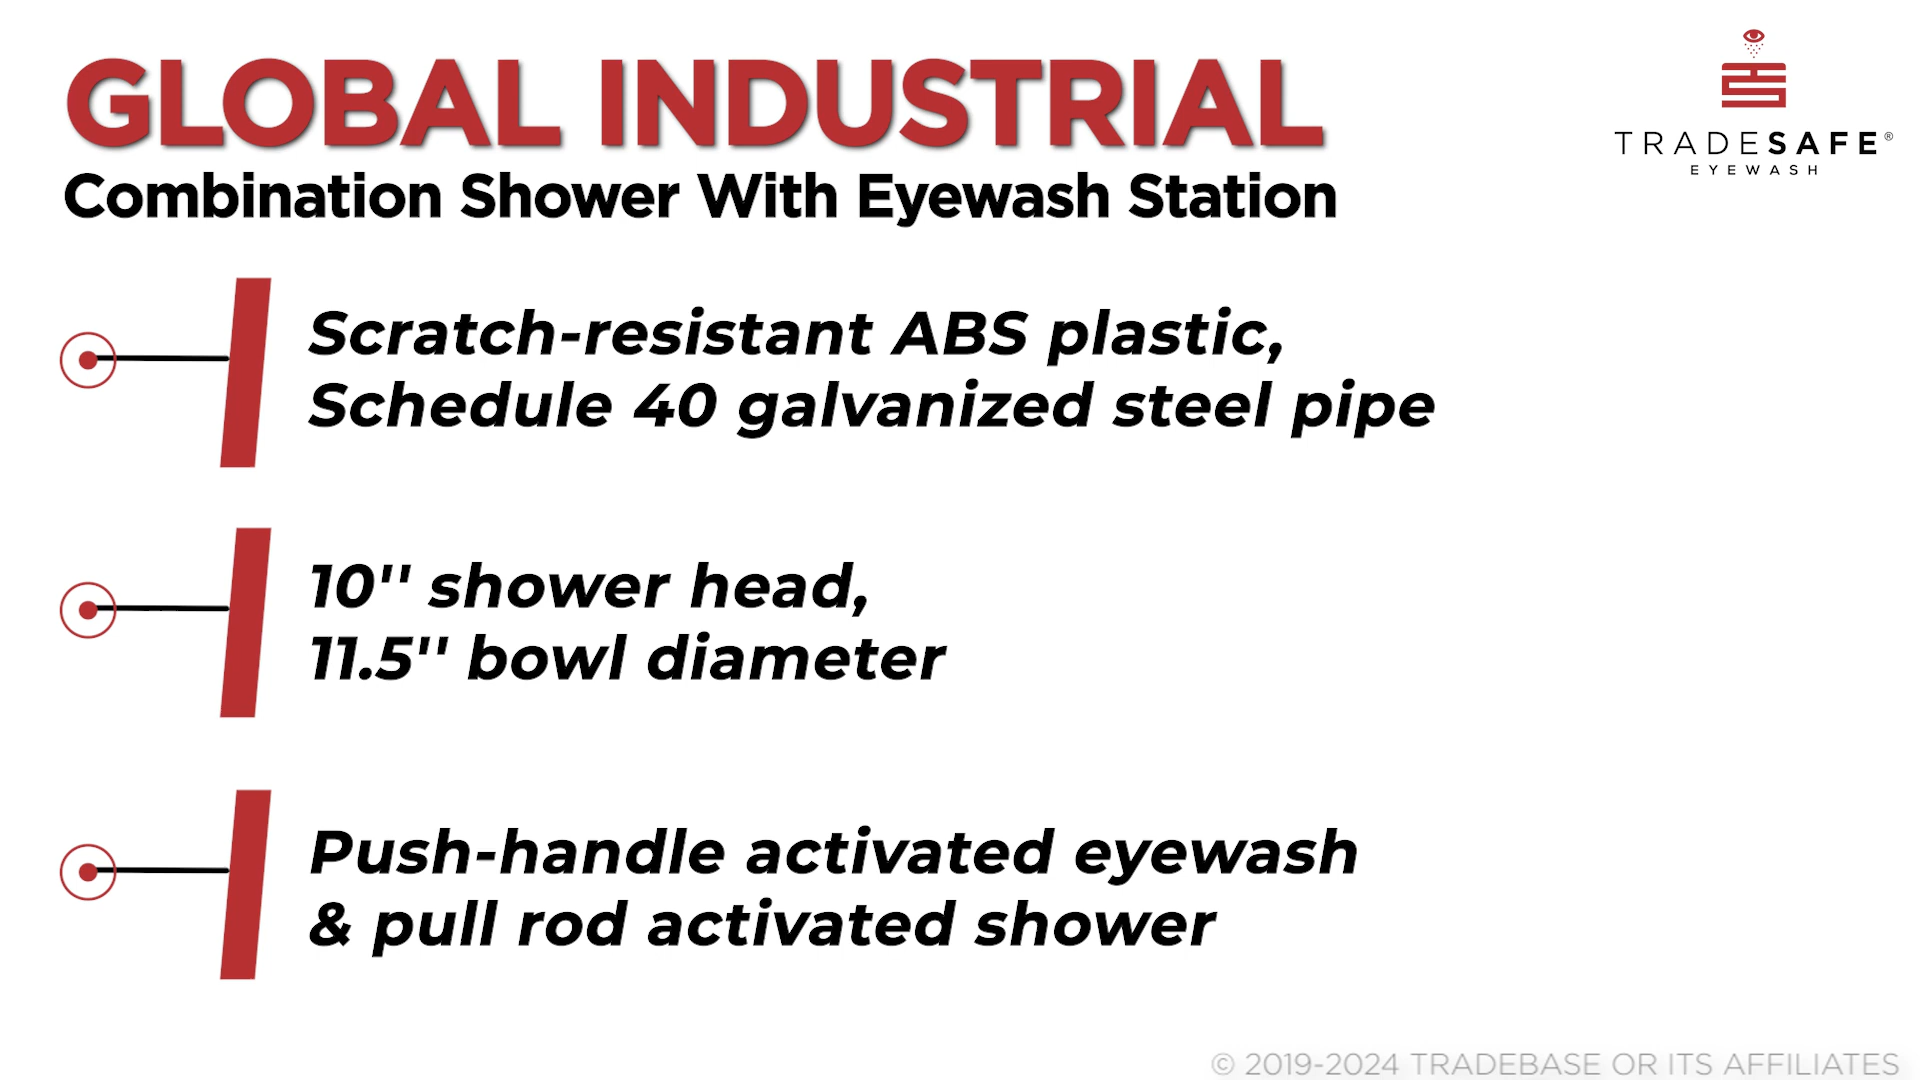 GLOBAL INDUSTRIAL
Combination Shower With Eyewash Station
TRADESAFE®
EYEWASH
Scratch-resistant ABS plastic,
Schedule 40 galvanized steel pipe
10'' shower head,
11.5'' bowl diameter
Push-handle activated eyewash
& pull rod activated shower
© 2019-2024 TRADEBASE OR ITS AFFILIATES